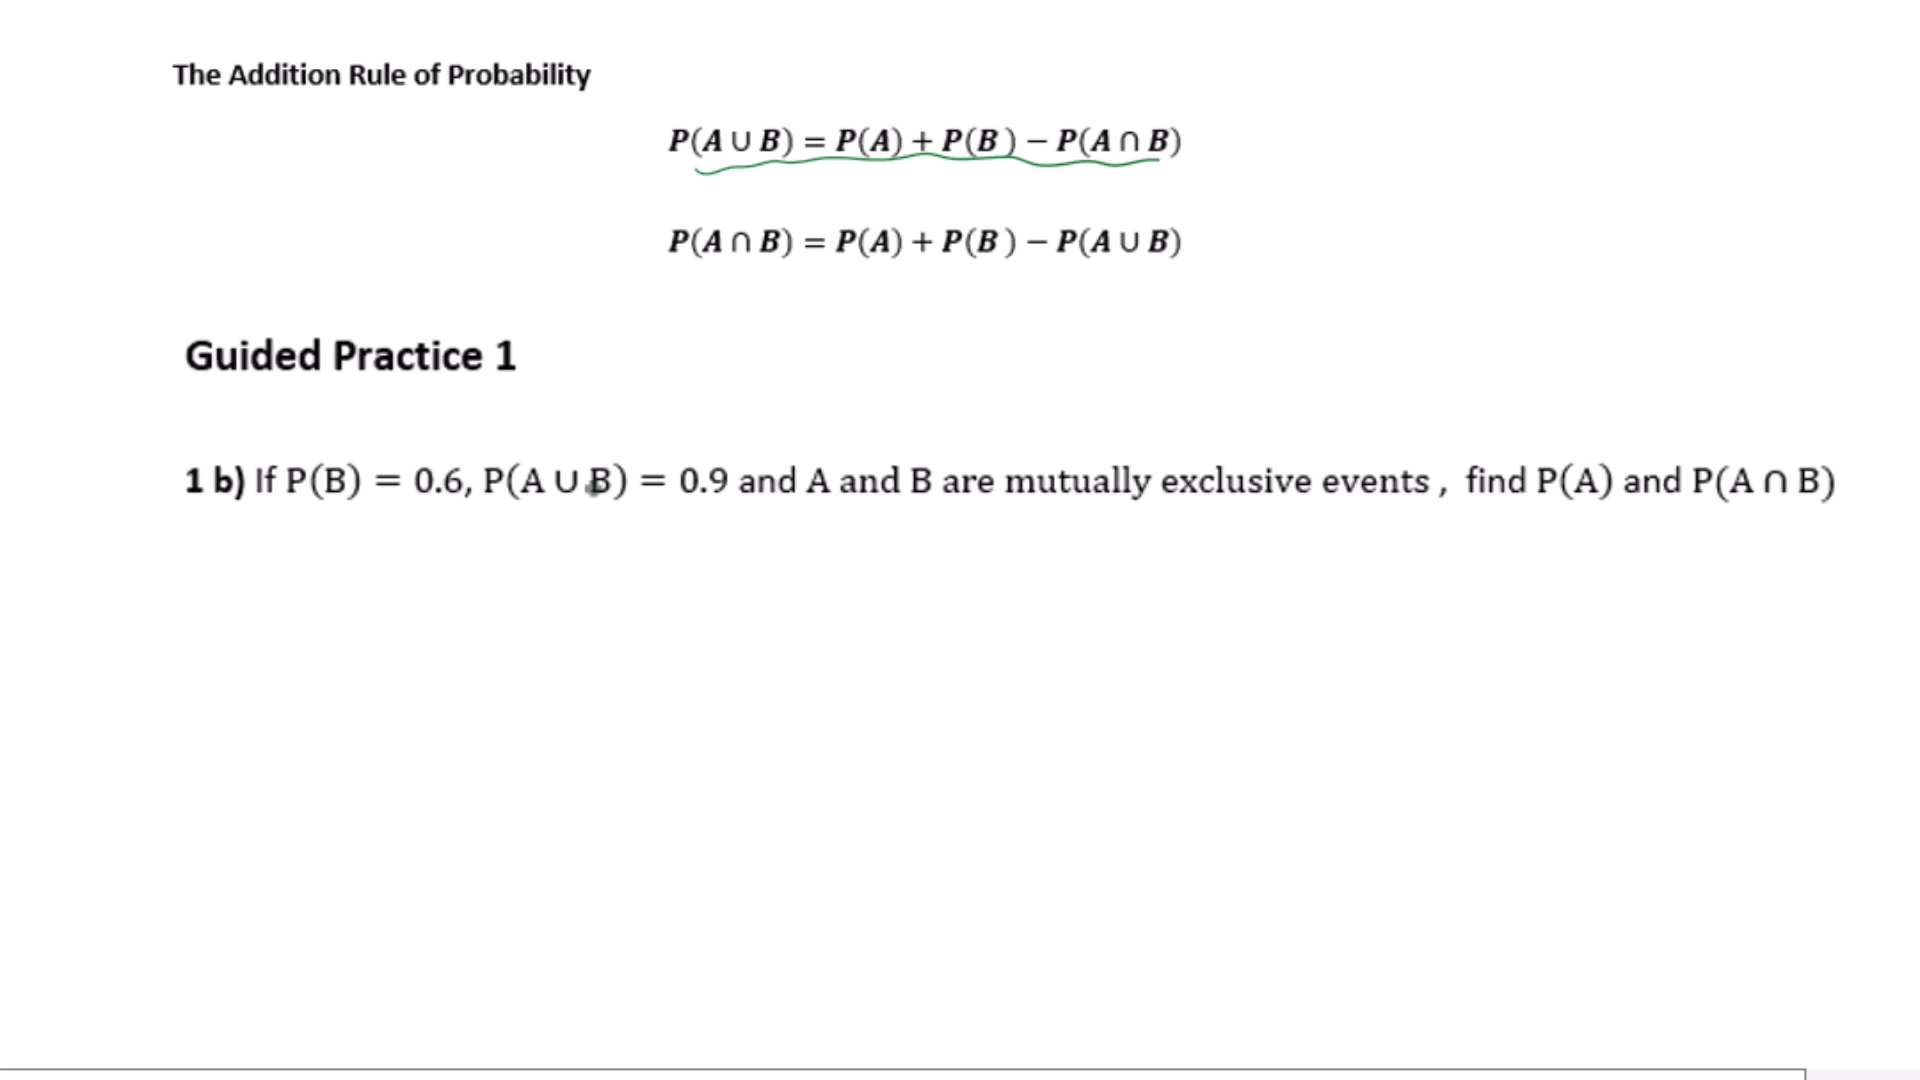 The Addition Rule of Probability
P(A ∪ B) = P(A) + P(B ) − P(A ∩ B)
P(A ∩ B) = P(A) + P(B ) − P(A ∪ B)
Guided Practice 1
1 b) If P(B) = 0.6, P(A ∪ B) = 0.9 and A and B are mutually exclusive events , find P(A) and P(A ∩ B)